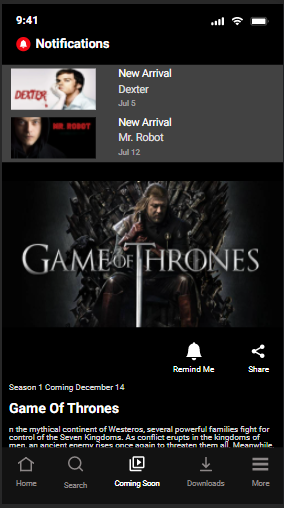 9:41
Notifications
New Arrival
Dexter
Jul 5
DEXTER
New Arrival
Mr. Robot
Jul 12
MR. ROBOT
GAME OF THRONES
Remind Me
Share
Season 1 Coming December 14
Game Of Thrones
n the mythical continent of Westeros, several powerful families fight for
control of the Seven Kingdoms. As conflict erupts in the kingdoms of
men, an ancient enemy rises once again to threaten them all. Meanwhile
Home
Search
Coming Soon
Downloads
More